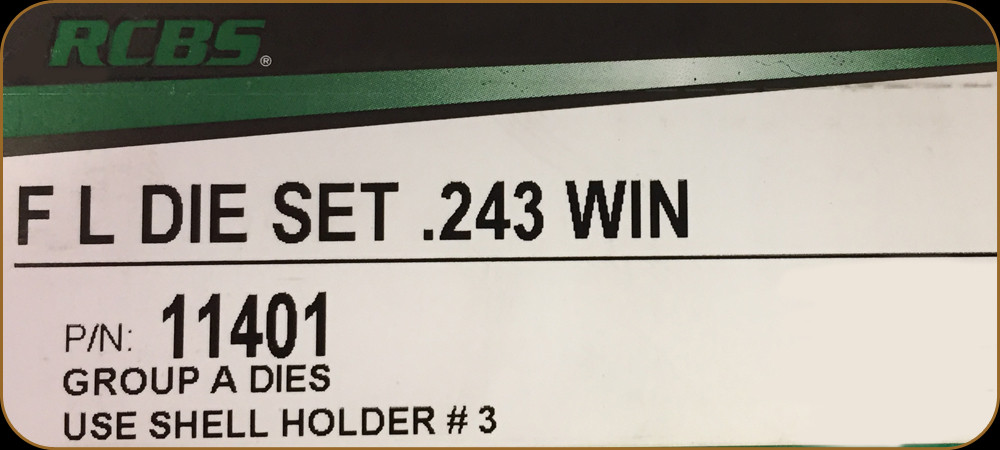 RCBS®
F L DIE SET .243 WIN
P/N: 11401
GROUP A DIES
USE SHELL HOLDER # 3